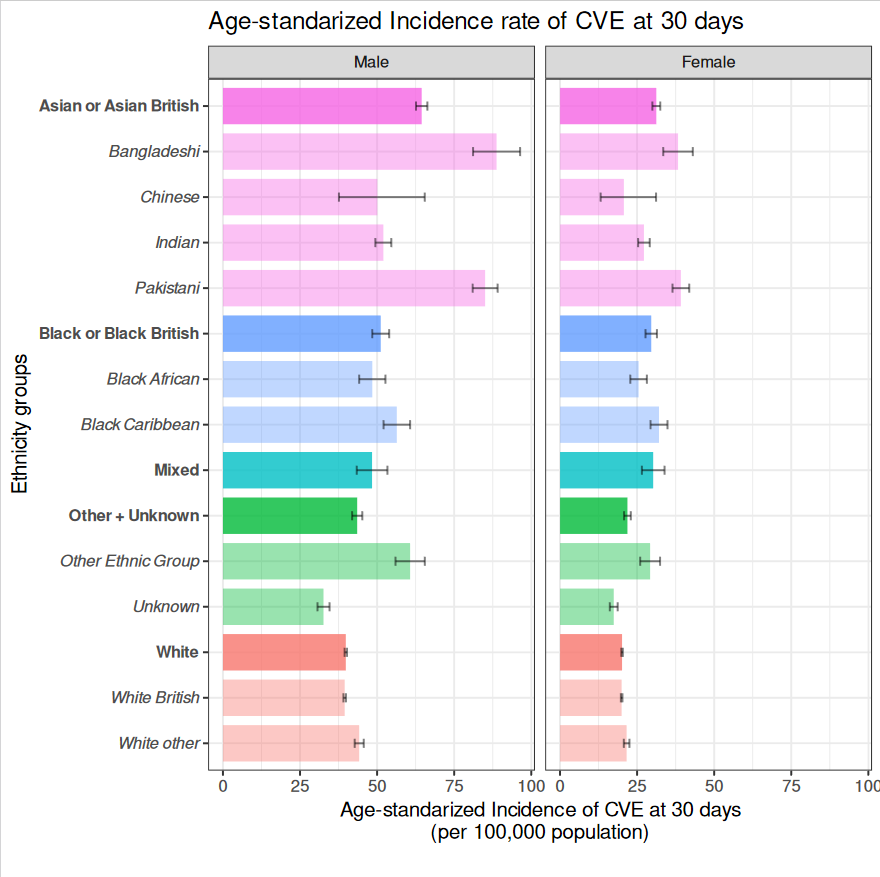 Age-standarized Incidence rate of CVE at 30 days
Male
Female
Ethnicity groups
Asian or Asian British
Bangladeshi
Chinese
Indian
Pakistani
Black or Black British
Black African
Black Caribbean
Mixed
Other + Unknown
Other Ethnic Group
Unknown
White
White British
White other
0 25 50 75 100 0 25 50 75 100
Age-standarized Incidence of CVE at 30 days
(per 100,000 population)